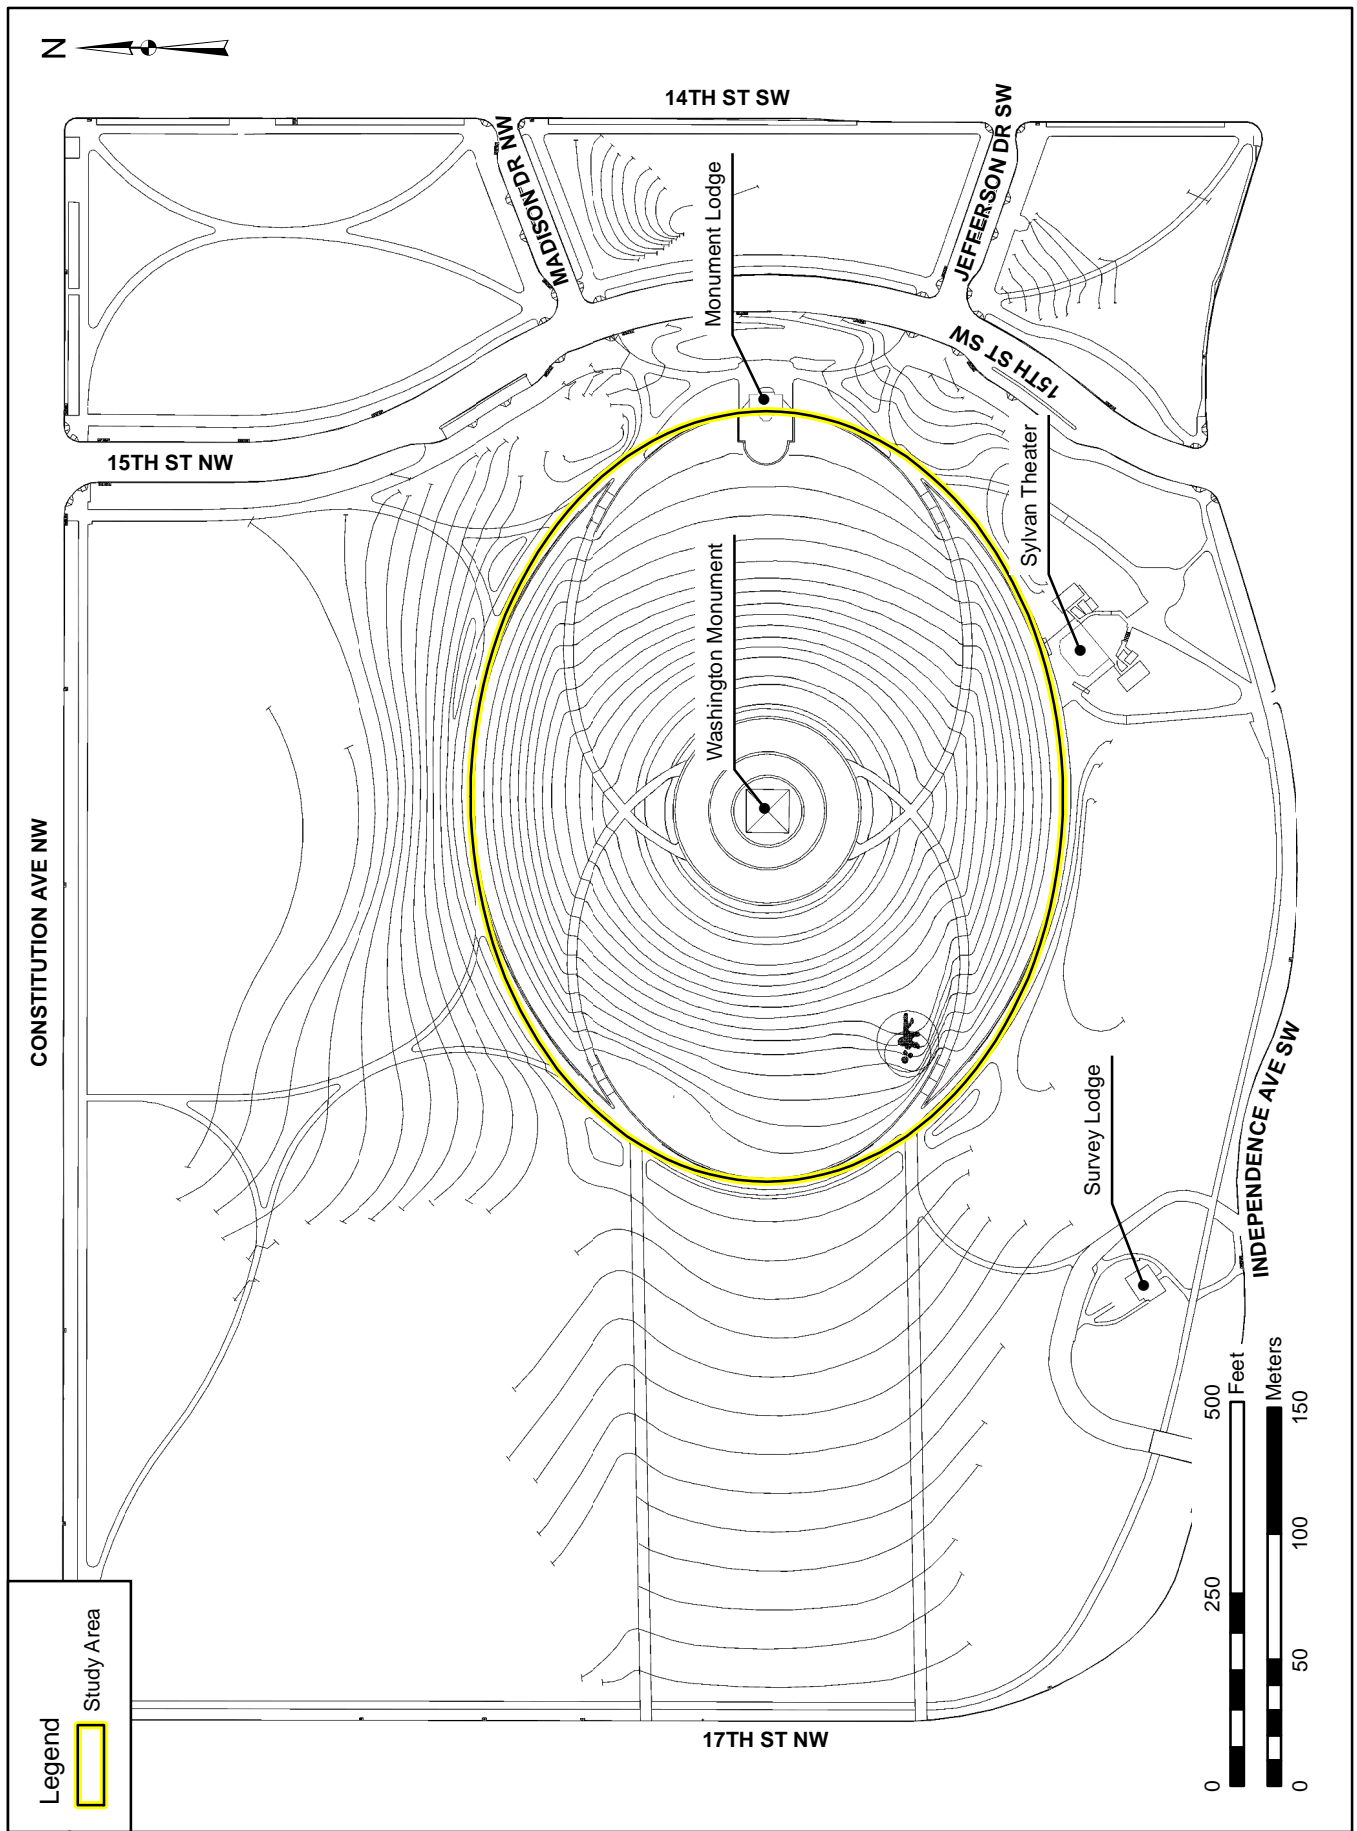 N
CONSTITUTION AVE NW
15TH ST NW
MADISON DR NW
14TH ST SW
JEFFERSON DR SW
15TH ST SW
Monument Lodge
Washington Monument
Sylvan Theater
Survey Lodge
INDEPENDENCE AVE SW
17TH ST NW
Legend
Study Area
0 250 500
Feet
Meters
0 50 100 150